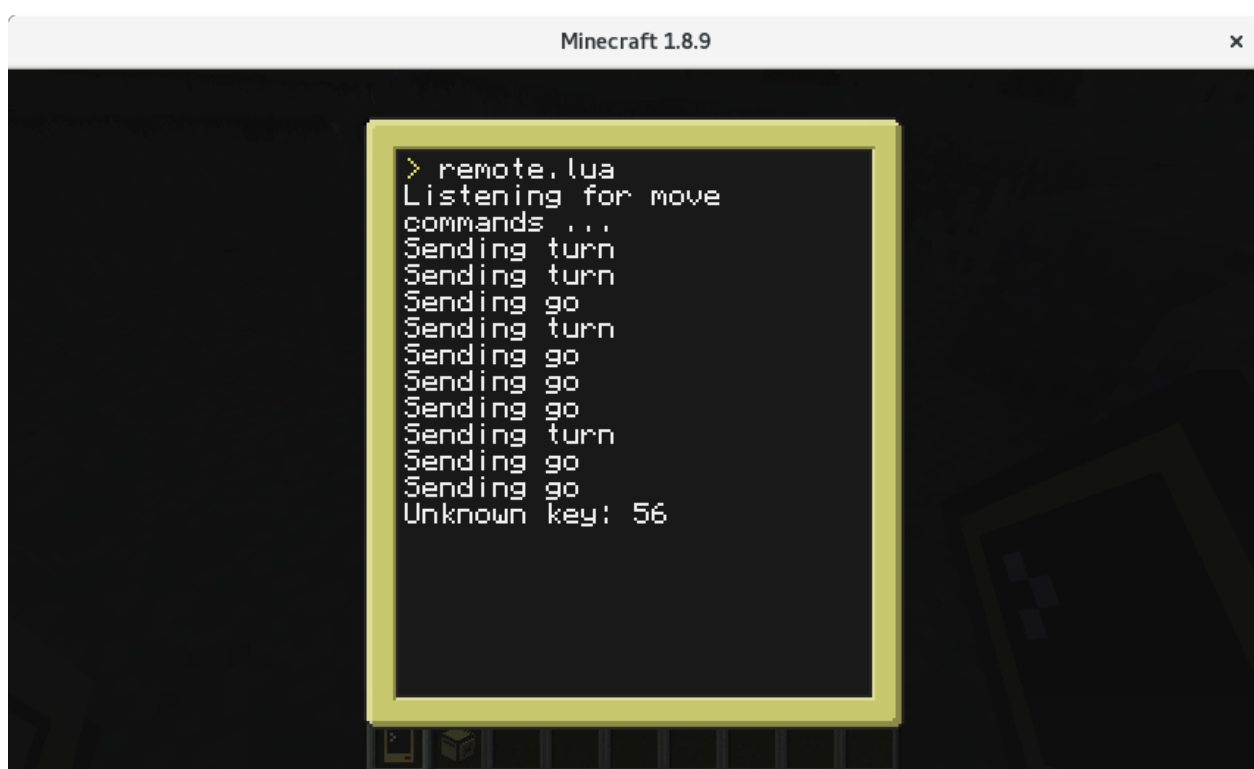 Minecraft 1.8.9
> remote.lua
Listening for move
commands ...
Sending turn
Sending turn
Sending go
Sending turn
Sending go
Sending go
Sending go
Sending turn
Sending go
Sending go
Unknown key: 56